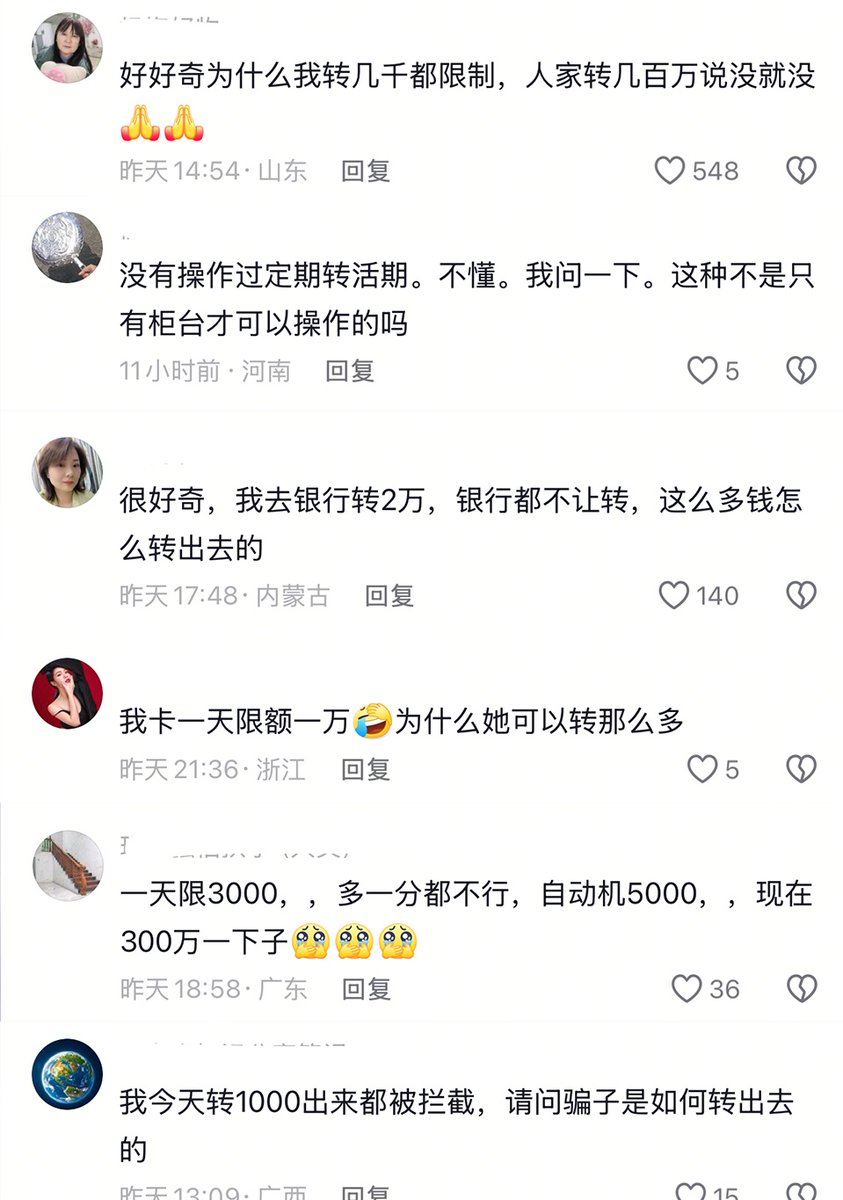 好好奇为什么我转几千都限制，人家转几百万说没就没
🙏🙏
昨天14:54·山东 回复 548
没有操作过定期转活期。不懂。我问一下。这种不是只
有柜台才可以操作的吗
11小时前·河南 回复 5
很好奇，我去银行转2万，银行都不让转，这么多钱怎
么转出去的
昨天17:48·内蒙古 回复 140
我卡一天限额一万🤣为什么她可以转那么多
昨天21:36·浙江 回复 5
一天限3000，，多一分都不行，自动机5000，，现在
300万一下子🥹🥹🥹
昨天18:58·广东 回复 36
我今天转1000出来都被拦截，请问骗子是如何转出去
的
昨天13:09·广西 回复 15